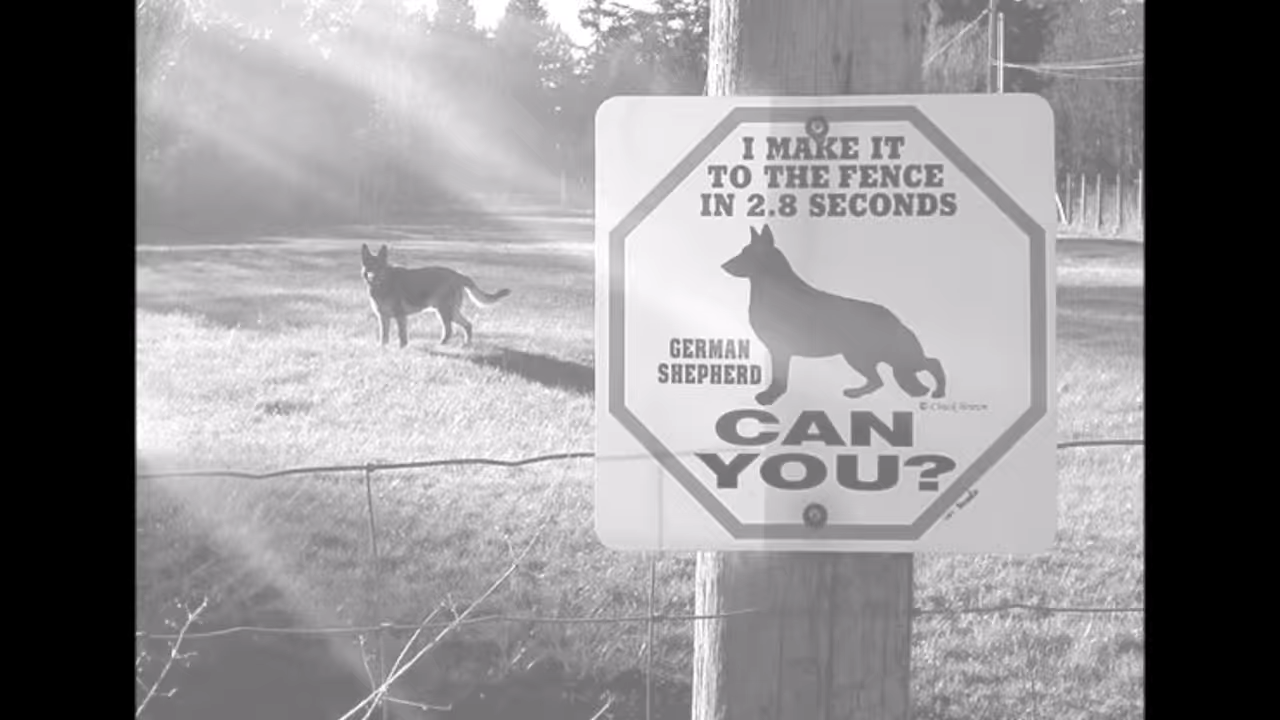 I MAKE IT
TO THE FENCE
IN 2.8 SECONDS
GERMAN
SHEPHERD
CAN
YOU?